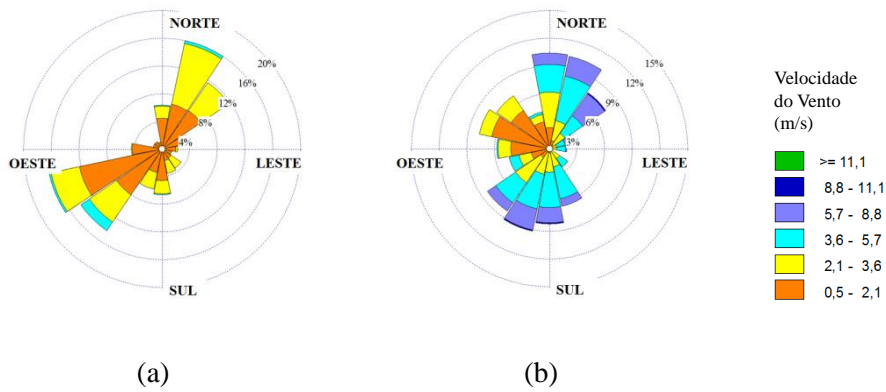 NORTE
20%
16%
12%
8%
4%
OESTE
LESTE
SUL
(a)
NORTE
15%
12%
9%
6%
3%
OESTE
LESTE
SUL
(b)
Velocidade
do Vento
(m/s)
>= 11,1
8,8 - 11,1
5,7 - 8,8
3,6 - 5,7
2,1 - 3,6
0,5 - 2,1